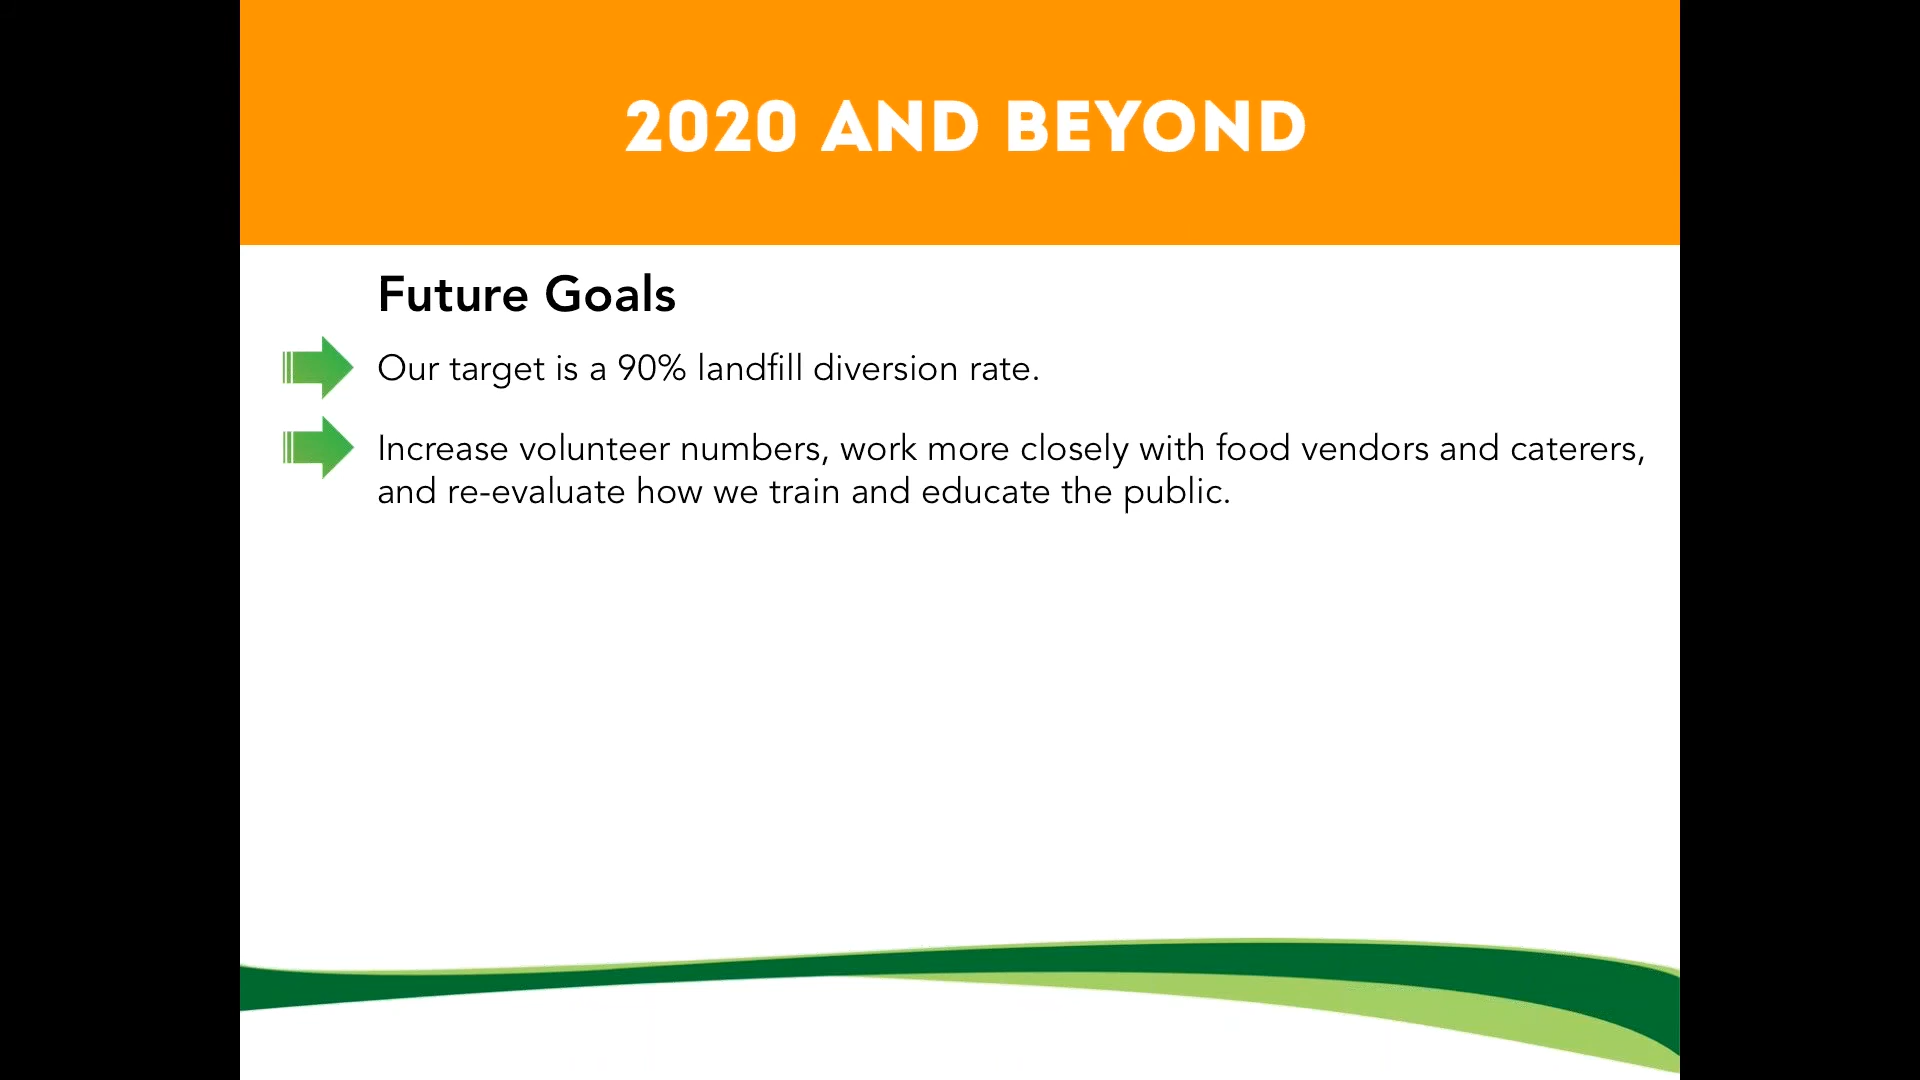 2020 AND BEYOND
Future Goals
Our target is a 90% landfill diversion rate.
Increase volunteer numbers, work more closely with food vendors and caterers,
and re-evaluate how we train and educate the public.